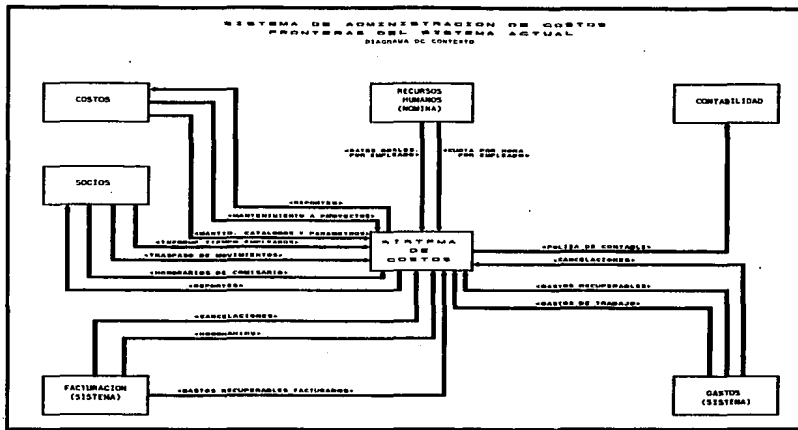 SISTEMA DE ADMINISTRACION DE COSTOS
FRONTERAS DEL SISTEMA ACTUAL
DIAGRAMA DE CONTEXTO
COSTOS
RECURSOS
HUMANOS
(NOMINA)
CONTABILIDAD
<DATOS GRALES.
POR EMPLEADO>
<CUOTA POR HORA
POR EMPLEADO>
SOCIOS
<REPORTES>
<MANTENIMIENTO A PROYECTOS>
<MANTTO. CATALOGOS Y PARAMETROS>
<INFORME TIEMPO EMPLEADOS>
<TRASPASO DE MOVIMIENTOS>
<HONORARIOS DE COMISARIO>
<REPORTES>
SISTEMA
DE
COSTOS
<POLIZA DE CONTABLE>
<CANCELACIONES>
<GASTOS RECUPERABLES>
<GASTOS DE TRABAJO>
<CANCELACIONES>
<GASTOS RECUPERABLES FACTURADOS>
FACTURACION
(SISTEMA)
GASTOS
(SISTEMA)